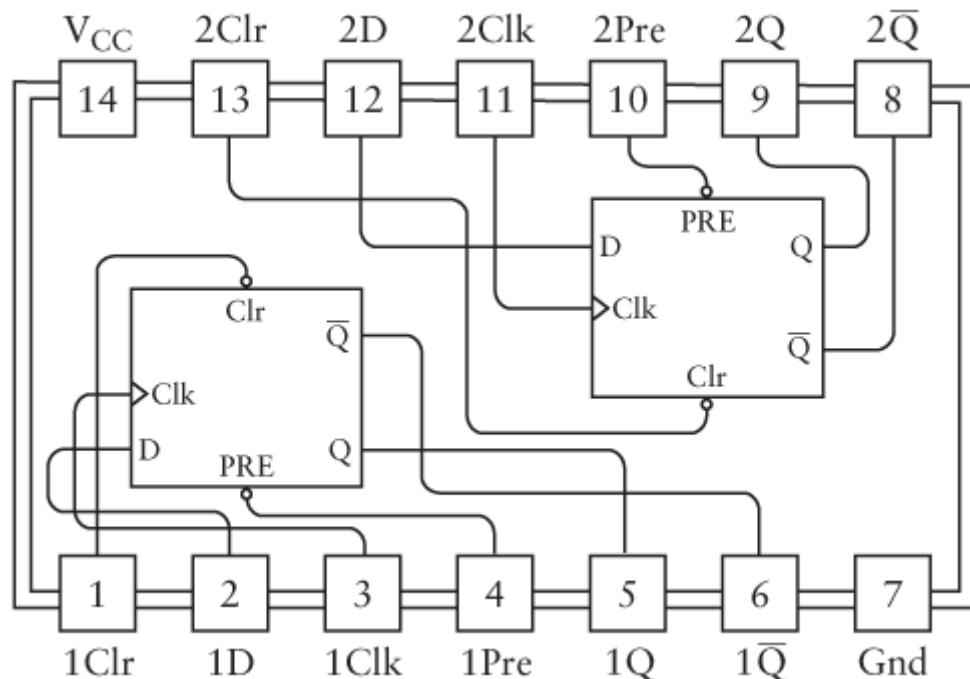 V_CC 2Clr 2D 2Clk 2Pre 2Q 2Q̅
14 13 12 11 10 9 8
PRE
D Q
Clk
Q̅
Clr
Clr
Q̅
Clk
D Q
PRE
1 2 3 4 5 6 7
1Clr 1D 1Clk 1Pre 1Q 1Q̅ Gnd